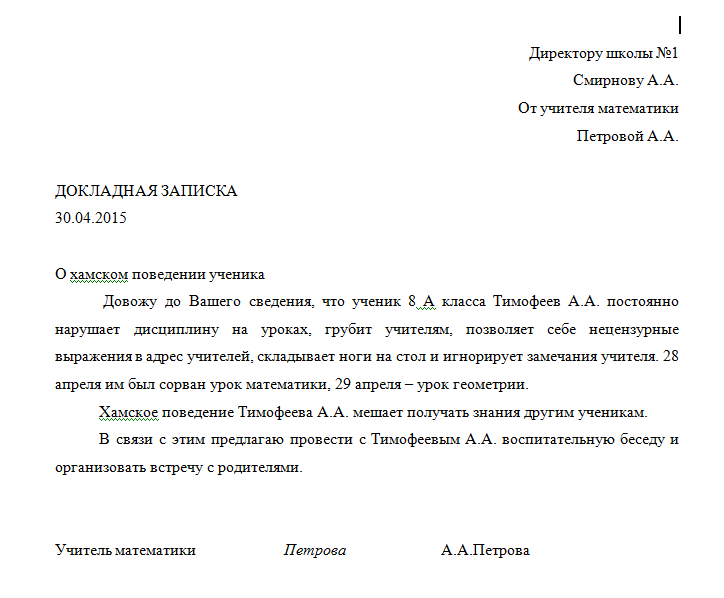 Директору школы №1
Смирнову А.А.
От учителя математики
Петровой А.А.
ДОКЛАДНАЯ ЗАПИСКА
30.04.2015
О хамском поведении ученика
Довожу до Вашего сведения, что ученик 8 А класса Тимофеев А.А. постоянно
нарушает дисциплину на уроках, грубит учителям, позволяет себе нецензурные
выражения в адрес учителей, складывает ноги на стол и игнорирует замечания учителя. 28
апреля им был сорван урок математики, 29 апреля – урок геометрии.
Хамское поведение Тимофеева А.А. мешает получать знания другим ученикам.
В связи с этим предлагаю провести с Тимофеевым А.А. воспитательную беседу и
организовать встречу с родителями.
Учитель математики Петрова А.А.Петрова